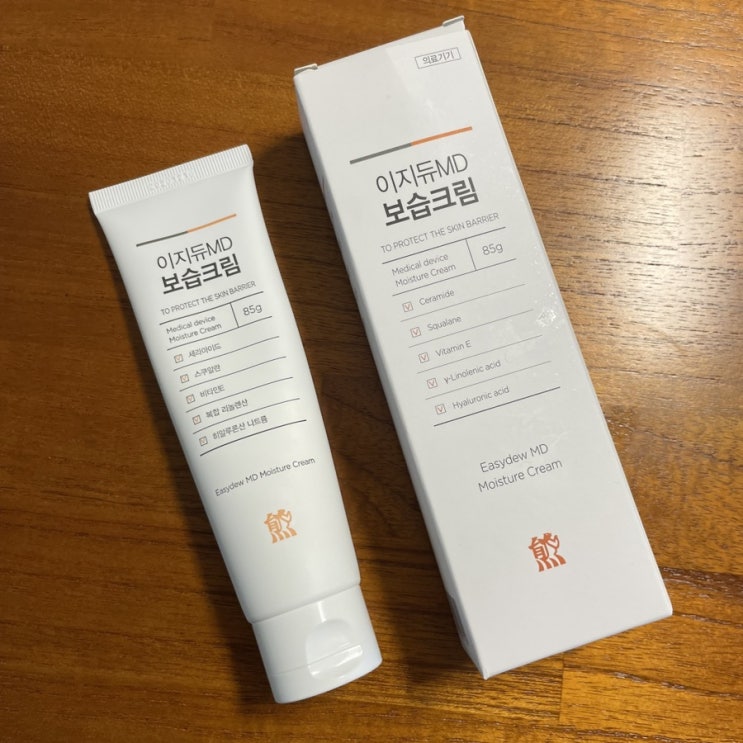 이지듀MD
보습크림
TO PROTECT THE SKIN BARRIER
Medical device
Moisture Cream
85g
세라마이드
스쿠알란
비타민E
복합 리놀렌산
히알루론산 나트륨
Easydew MD Moisture Cream
의료기기
이지듀MD
보습크림
TO PROTECT THE SKIN BARRIER
Medical device
Moisture Cream
85g
Ceramide
Squalane
Vitamin E
γ-Linolenic acid
Hyaluronic acid
Easydew MD
Moisture Cream